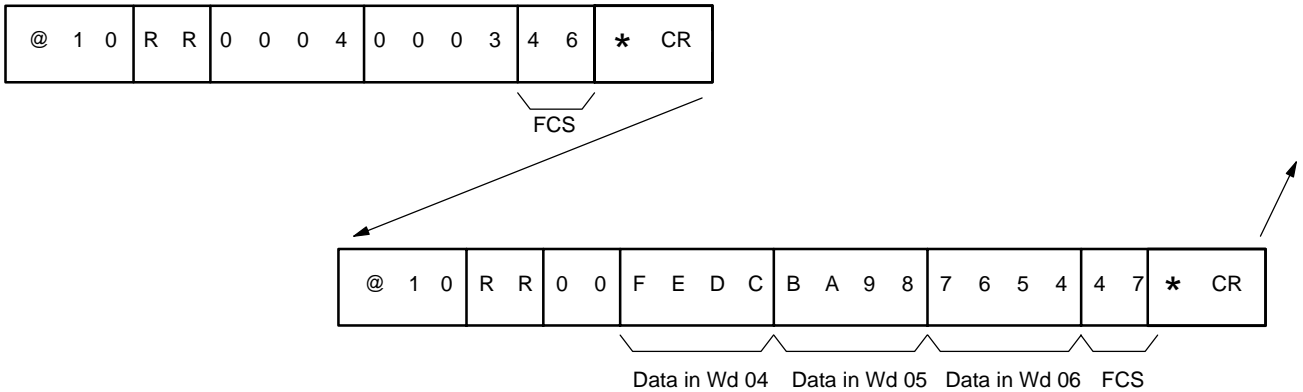 @ 1 0 R R 0 0 0 4 0 0 0 3 4 6 * CR
FCS
@ 1 0 R R 0 0 F E D C B A 9 8 7 6 5 4 4 7 * CR
Data in Wd 04 Data in Wd 05 Data in Wd 06 FCS